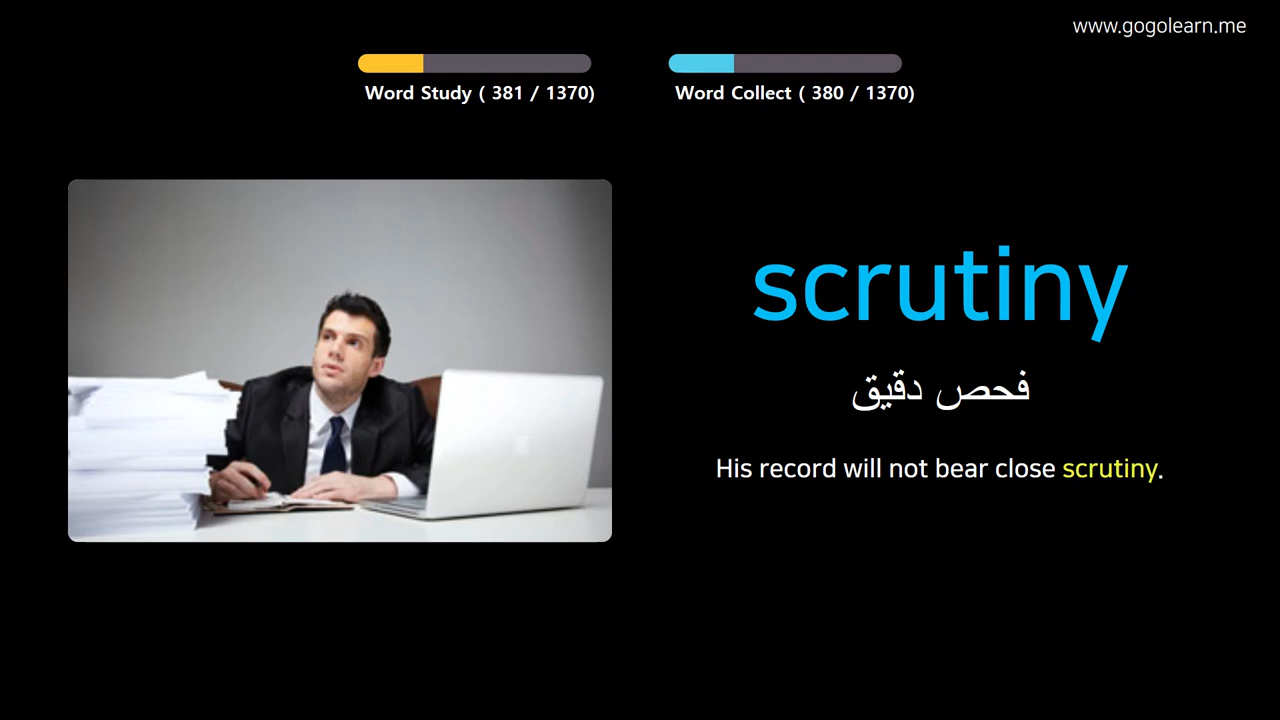 www.gogolearn.me
Word Study ( 381 / 1370)
Word Collect ( 380 / 1370)
scrutiny
فحص دقيق
His record will not bear close scrutiny.